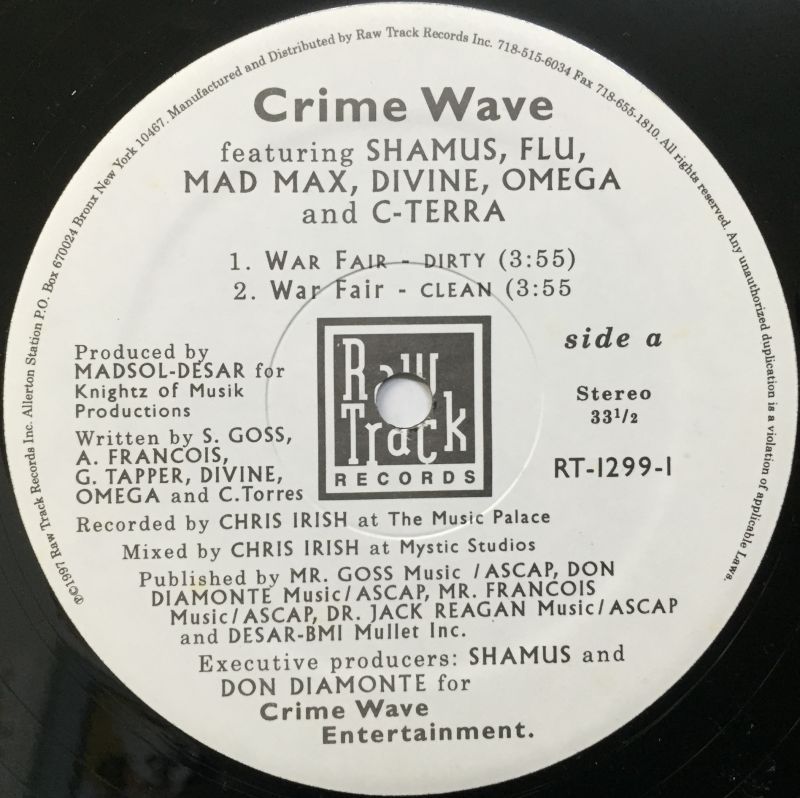 ℗©1997 Raw Track Records Inc. Allerton Station P.O. Box 670024 Bronx New York 10467. Manufactured and Distributed by Raw Track Records Inc. 718-515-6034 Fax 718-655-1810. All rights reserved. Any unauthorized duplication is a violation of applicable Laws.
Crime Wave
featuring SHAMUS, FLU,
MAD MAX, DIVINE, OMEGA
and C-TERRA
1. WAR FAIR - DIRTY (3:55)
2. War Fair - CLEAN (3:55
Produced by
MADSOL-DESAR for
Knightz of Musik
Productions
Written by S. GOSS,
A. FRANCOIS,
G. TAPPER, DIVINE,
OMEGA and C.Torres
Raw
Track
RECORDS
side a
Stereo
33 1/2
RT-1299-1
Recorded by CHRIS IRISH at The Music Palace
Mixed by CHRIS IRISH at Mystic Studios
Published by MR. GOSS Music /ASCAP, DON
DIAMONTE Music/ASCAP, MR. FRANCOIS
Music/ASCAP, DR. JACK REAGAN Music/ASCAP
and DESAR-BMI Mullet Inc.
Executive producers: SHAMUS and
DON DIAMONTE for
Crime Wave
Entertainment.